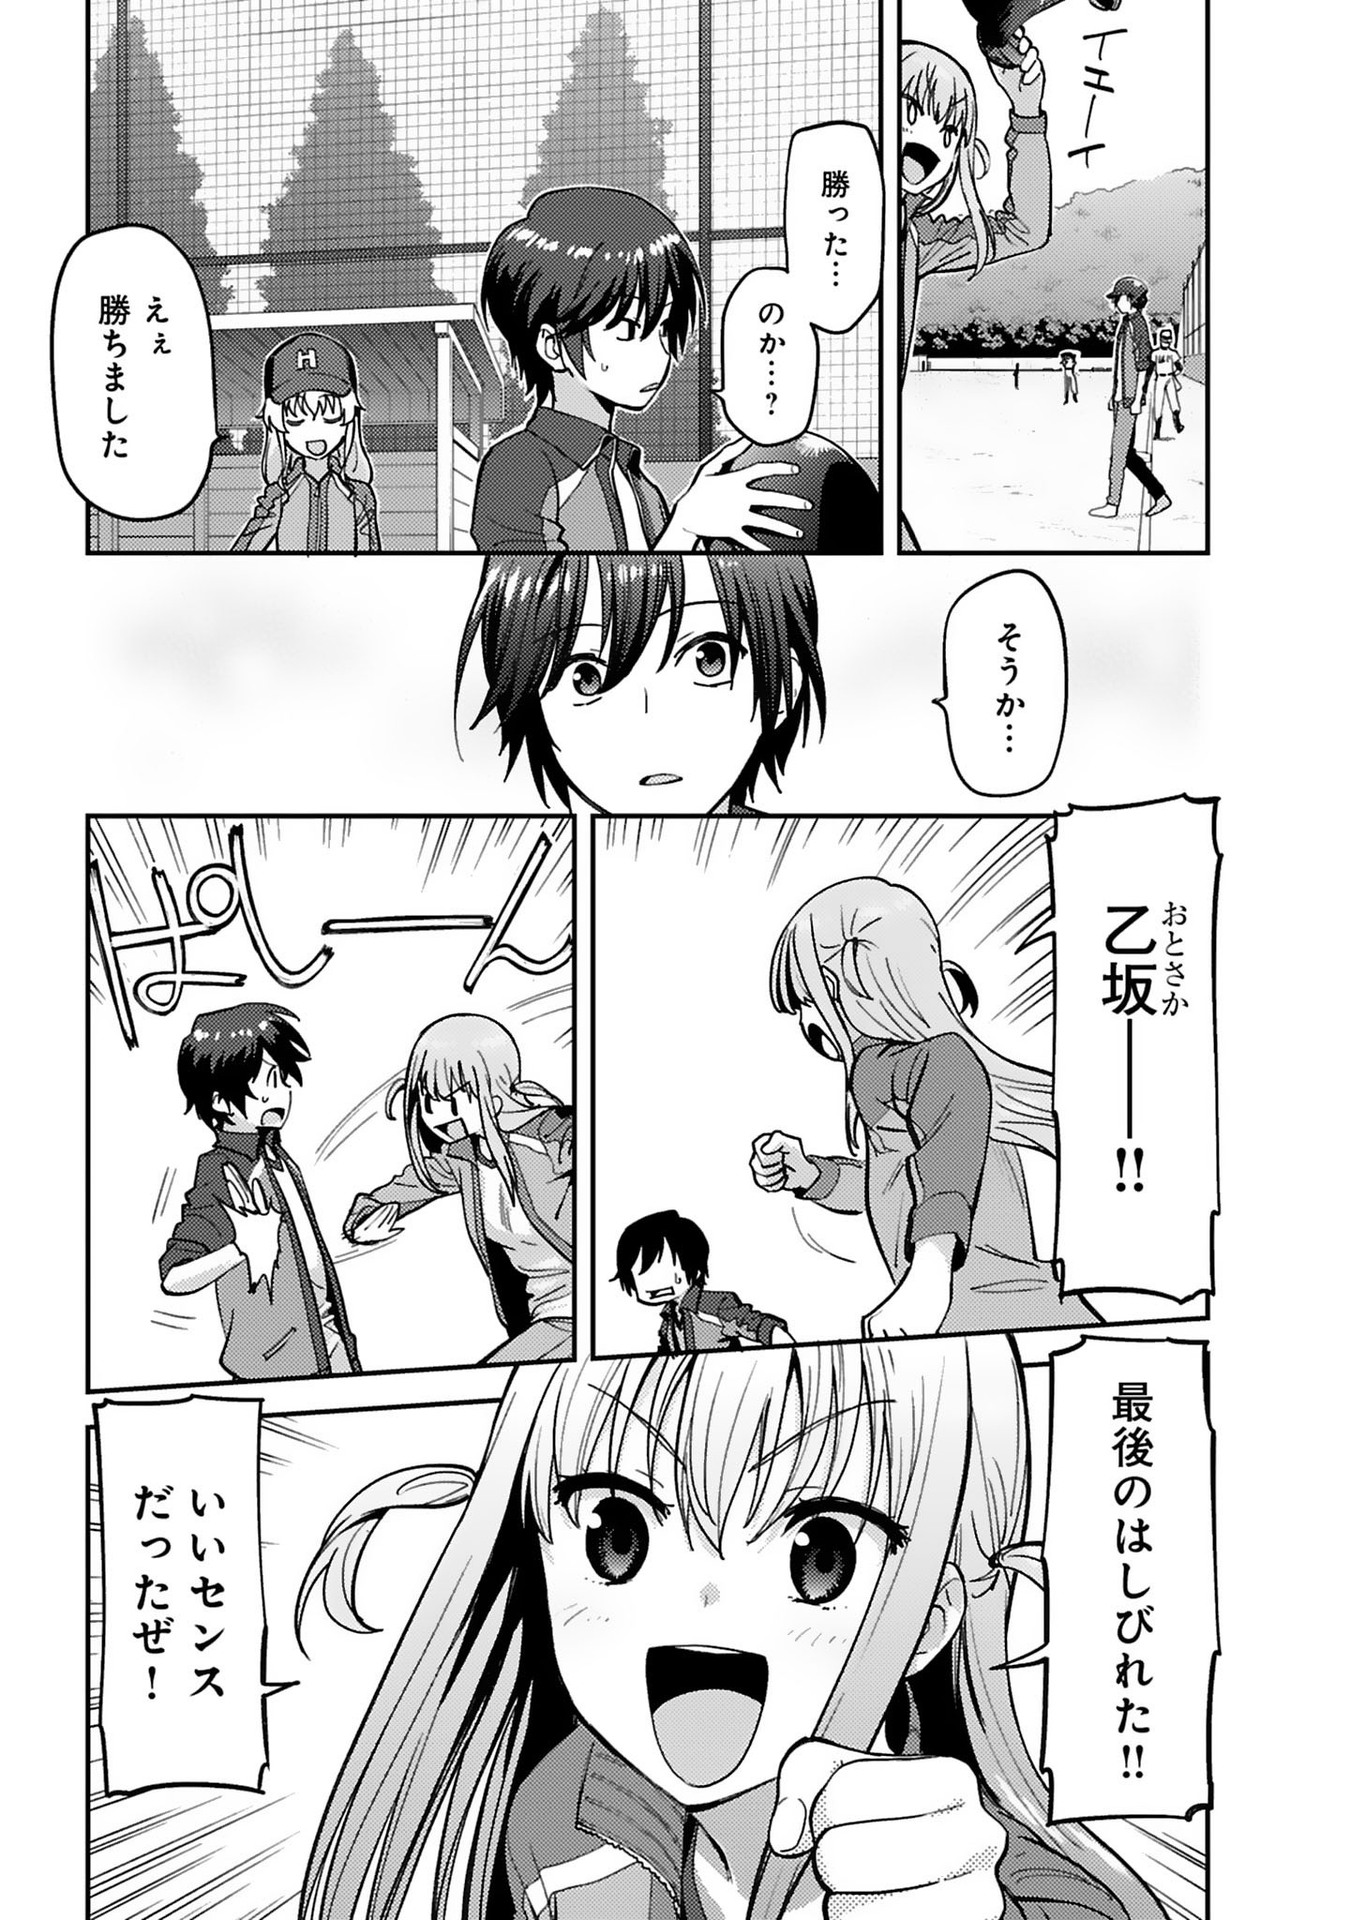 イエーイ
勝った…
のか…．？
H
えぇ
勝ちました
そうか…
乙坂――!!
おとさか
ぱしーん
最後のはしびれた!!
いいセンス
だったぜ！